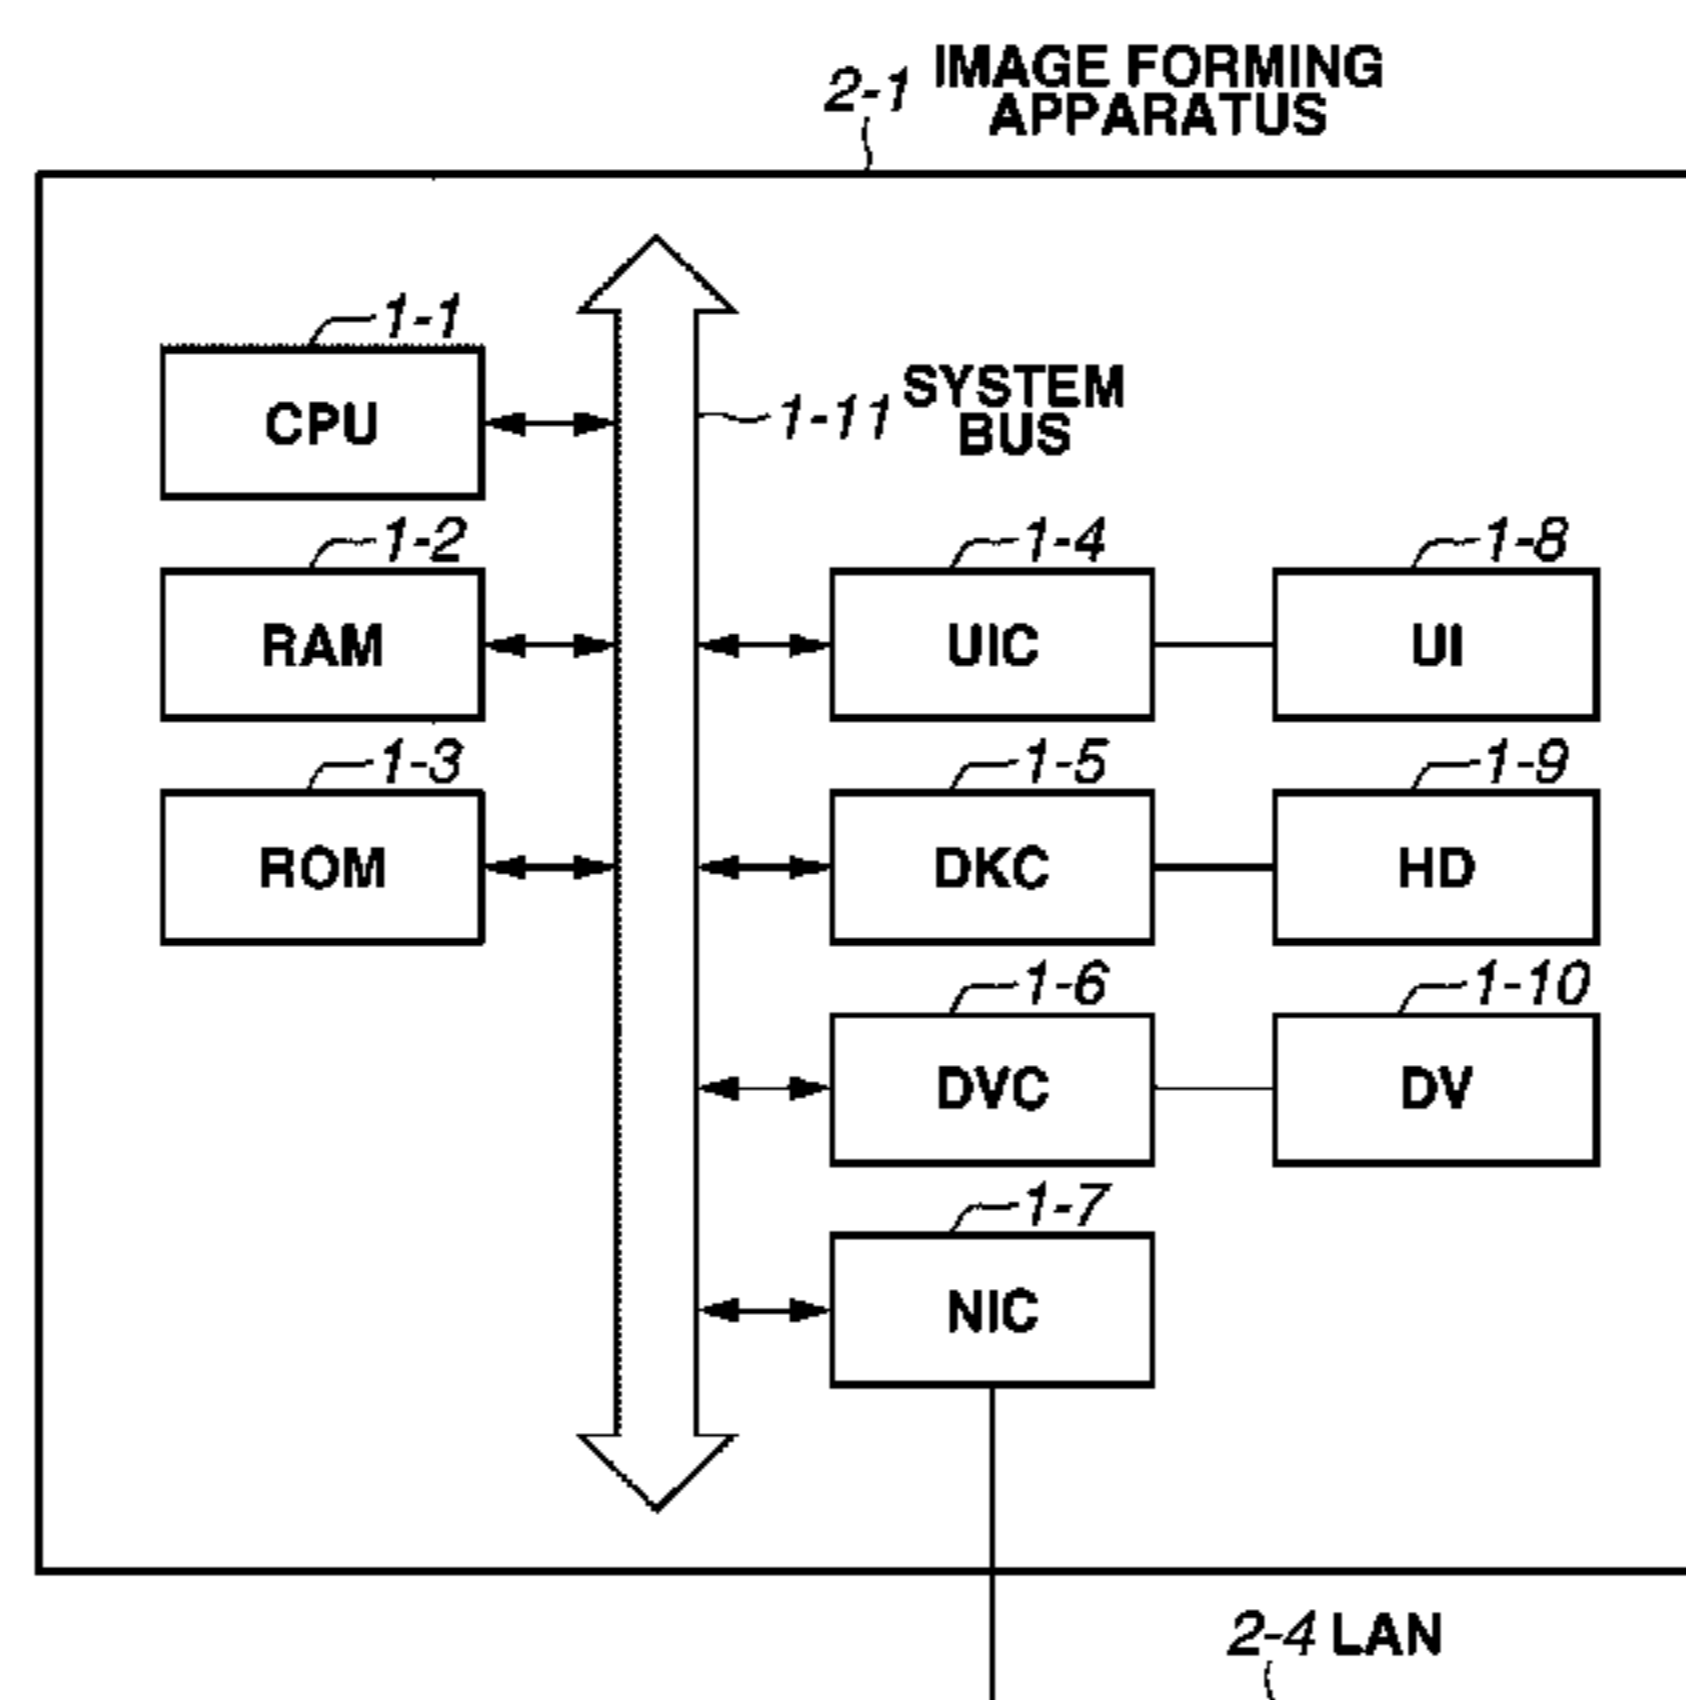 2-1 IMAGE FORMING
APPARATUS
1-1
CPU
1-11 SYSTEM
BUS
1-2
RAM
1-4
UIC
1-8
UI
1-3
ROM
1-5
DKC
1-9
HD
1-6
DVC
1-10
DV
1-7
NIC
2-4 LAN